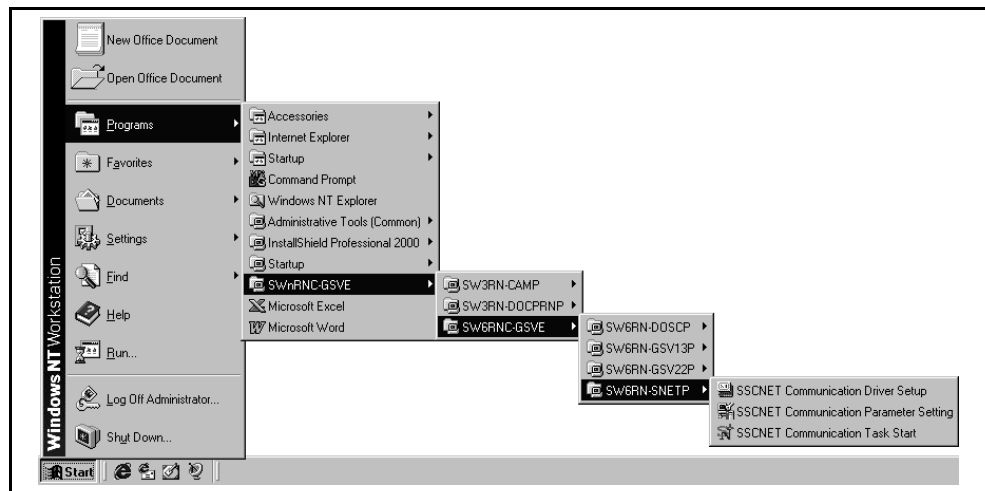 New Office Document
Open Office Document
Programs
Favorites
Documents
Settings
Find
Help
Run...
Log Off Administrator...
Shut Down...
Windows NT Workstation
Accessories
Internet Explorer
Startup
Command Prompt
Windows NT Explorer
Administrative Tools (Common)
InstallShield Professional 2000
Startup
SWnRNC-GSVE
Microsoft Excel
Microsoft Word
SW3RN-CAMP
SW3RN-DOCPRNP
SW6RNC-GSVE
SW6RN-DOSCP
SW6RN-GSV13P
SW6RN-GSV22P
SW6RN-SNETP
SSCNET Communication Driver Setup
SSCNET Communication Parameter Setting
SSCNET Communication Task Start
Start